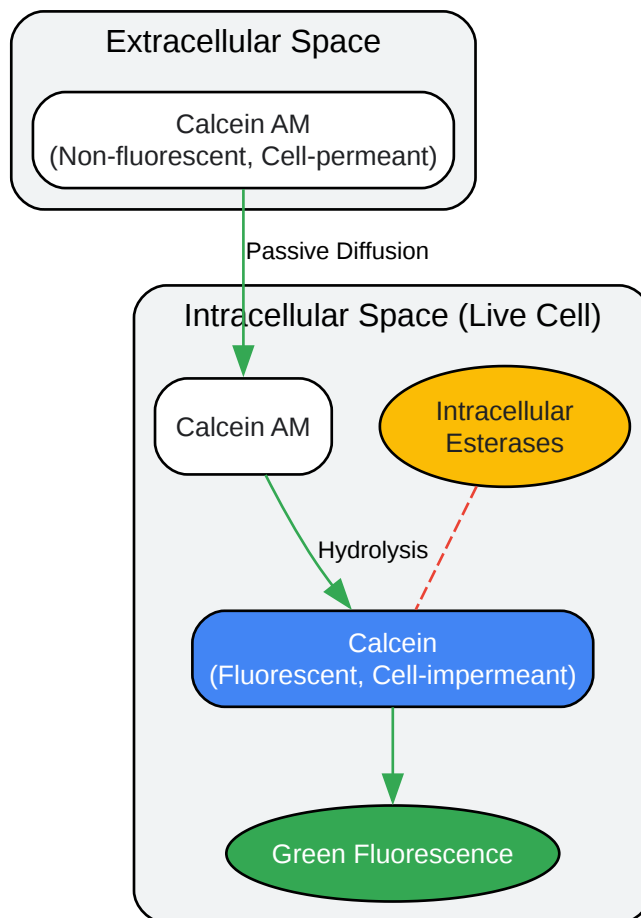 Extracellular Space
Calcein AM
(Non-fluorescent, Cell-permeant)
Passive Diffusion
Intracellular Space (Live Cell)
Calcein AM
Intracellular
Esterases
Hydrolysis
Calcein
(Fluorescent, Cell-impermeant)
Green Fluorescence